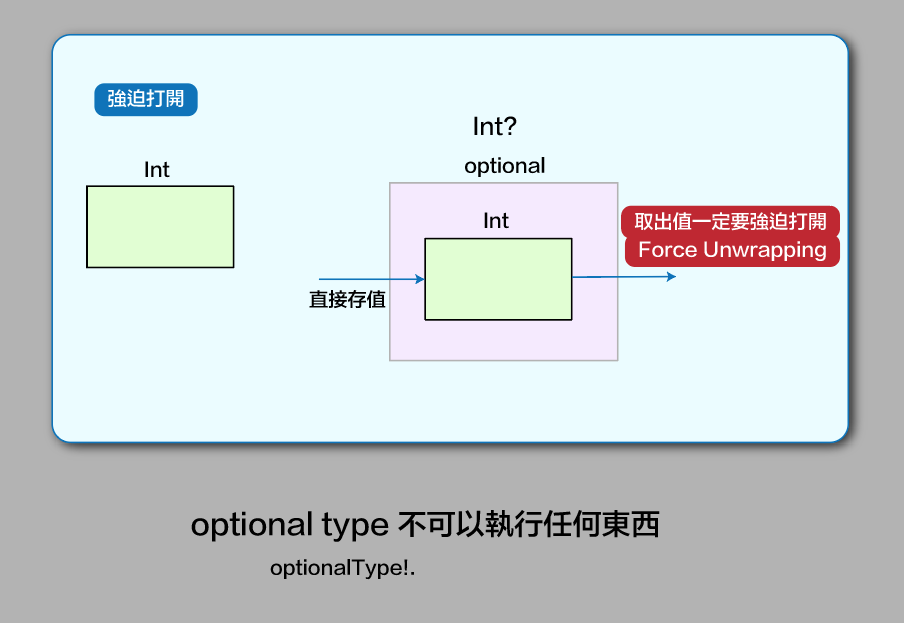 強迫打開
Int
Int?
optional
Int
直接存值
取出值一定要強迫打開
Force Unwrapping
optional type 不可以執行任何東西
optionalType!.